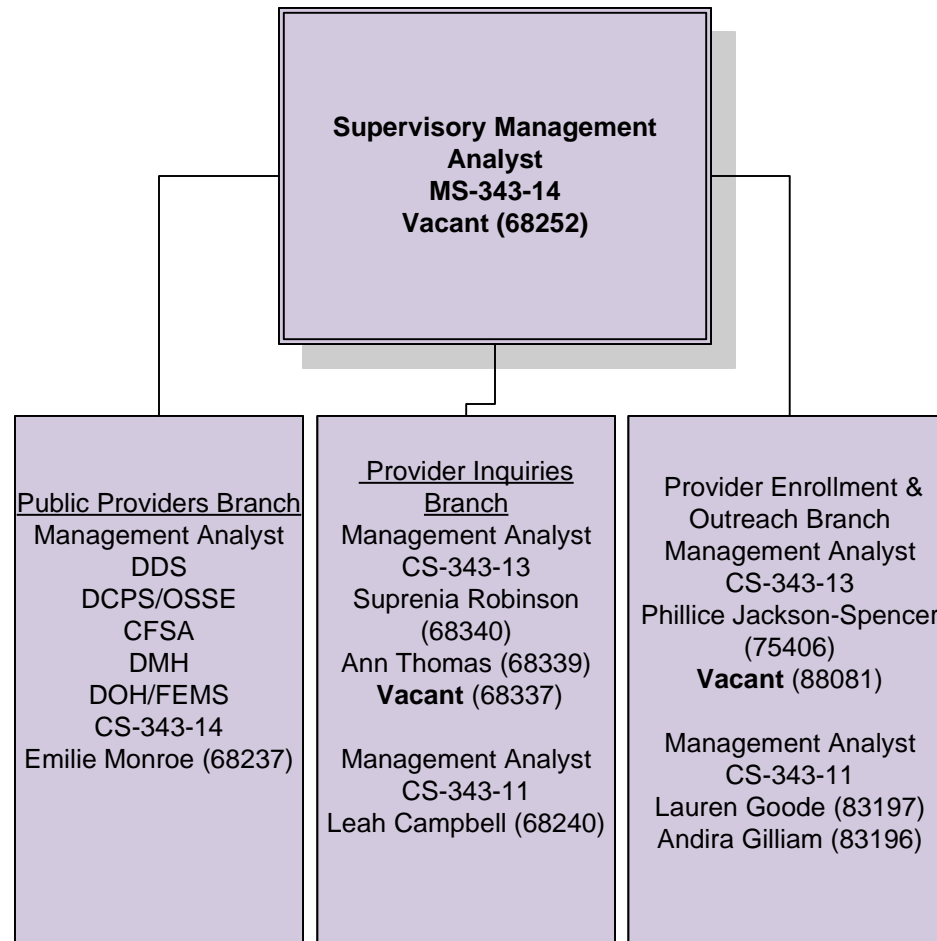 Supervisory Management
Analyst
MS-343-14
Vacant (68252)
Public Providers Branch
Management Analyst
DDS
DCPS/OSSE
CFSA
DMH
DOH/FEMS
CS-343-14
Emilie Monroe (68237)
Provider Inquiries
Branch
Management Analyst
CS-343-13
Suprenia Robinson
(68340)
Ann Thomas (68339)
Vacant (68337)
Management Analyst
CS-343-11
Leah Campbell (68240)
Provider Enrollment &
Outreach Branch
Management Analyst
CS-343-13
Phillice Jackson-Spencer
(75406)
Vacant (88081)
Management Analyst
CS-343-11
Lauren Goode (83197)
Andira Gilliam (83196)